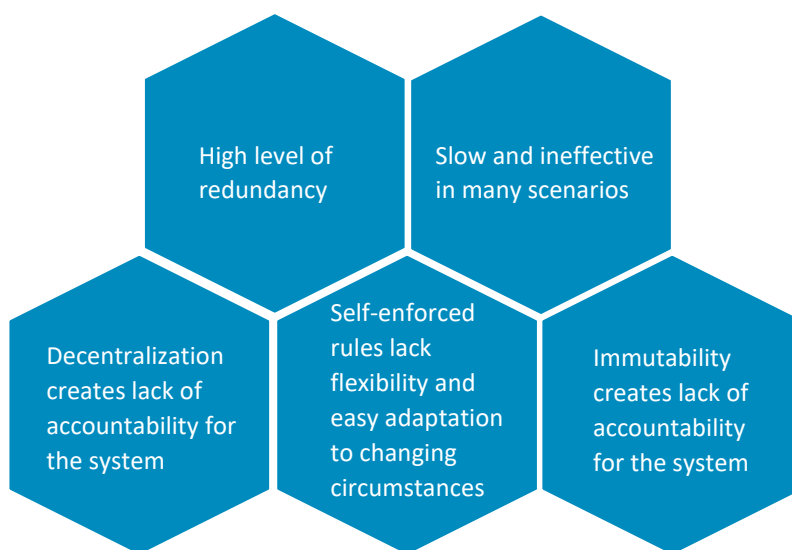 High level of
redundancy
Slow and ineffective
in many scenarios
Decentralization
creates lack of
accountability for
the system
Self-enforced
rules lack
flexibility and
easy adaptation
to changing
circumstances
Immutability
creates lack of
accountability
for the system